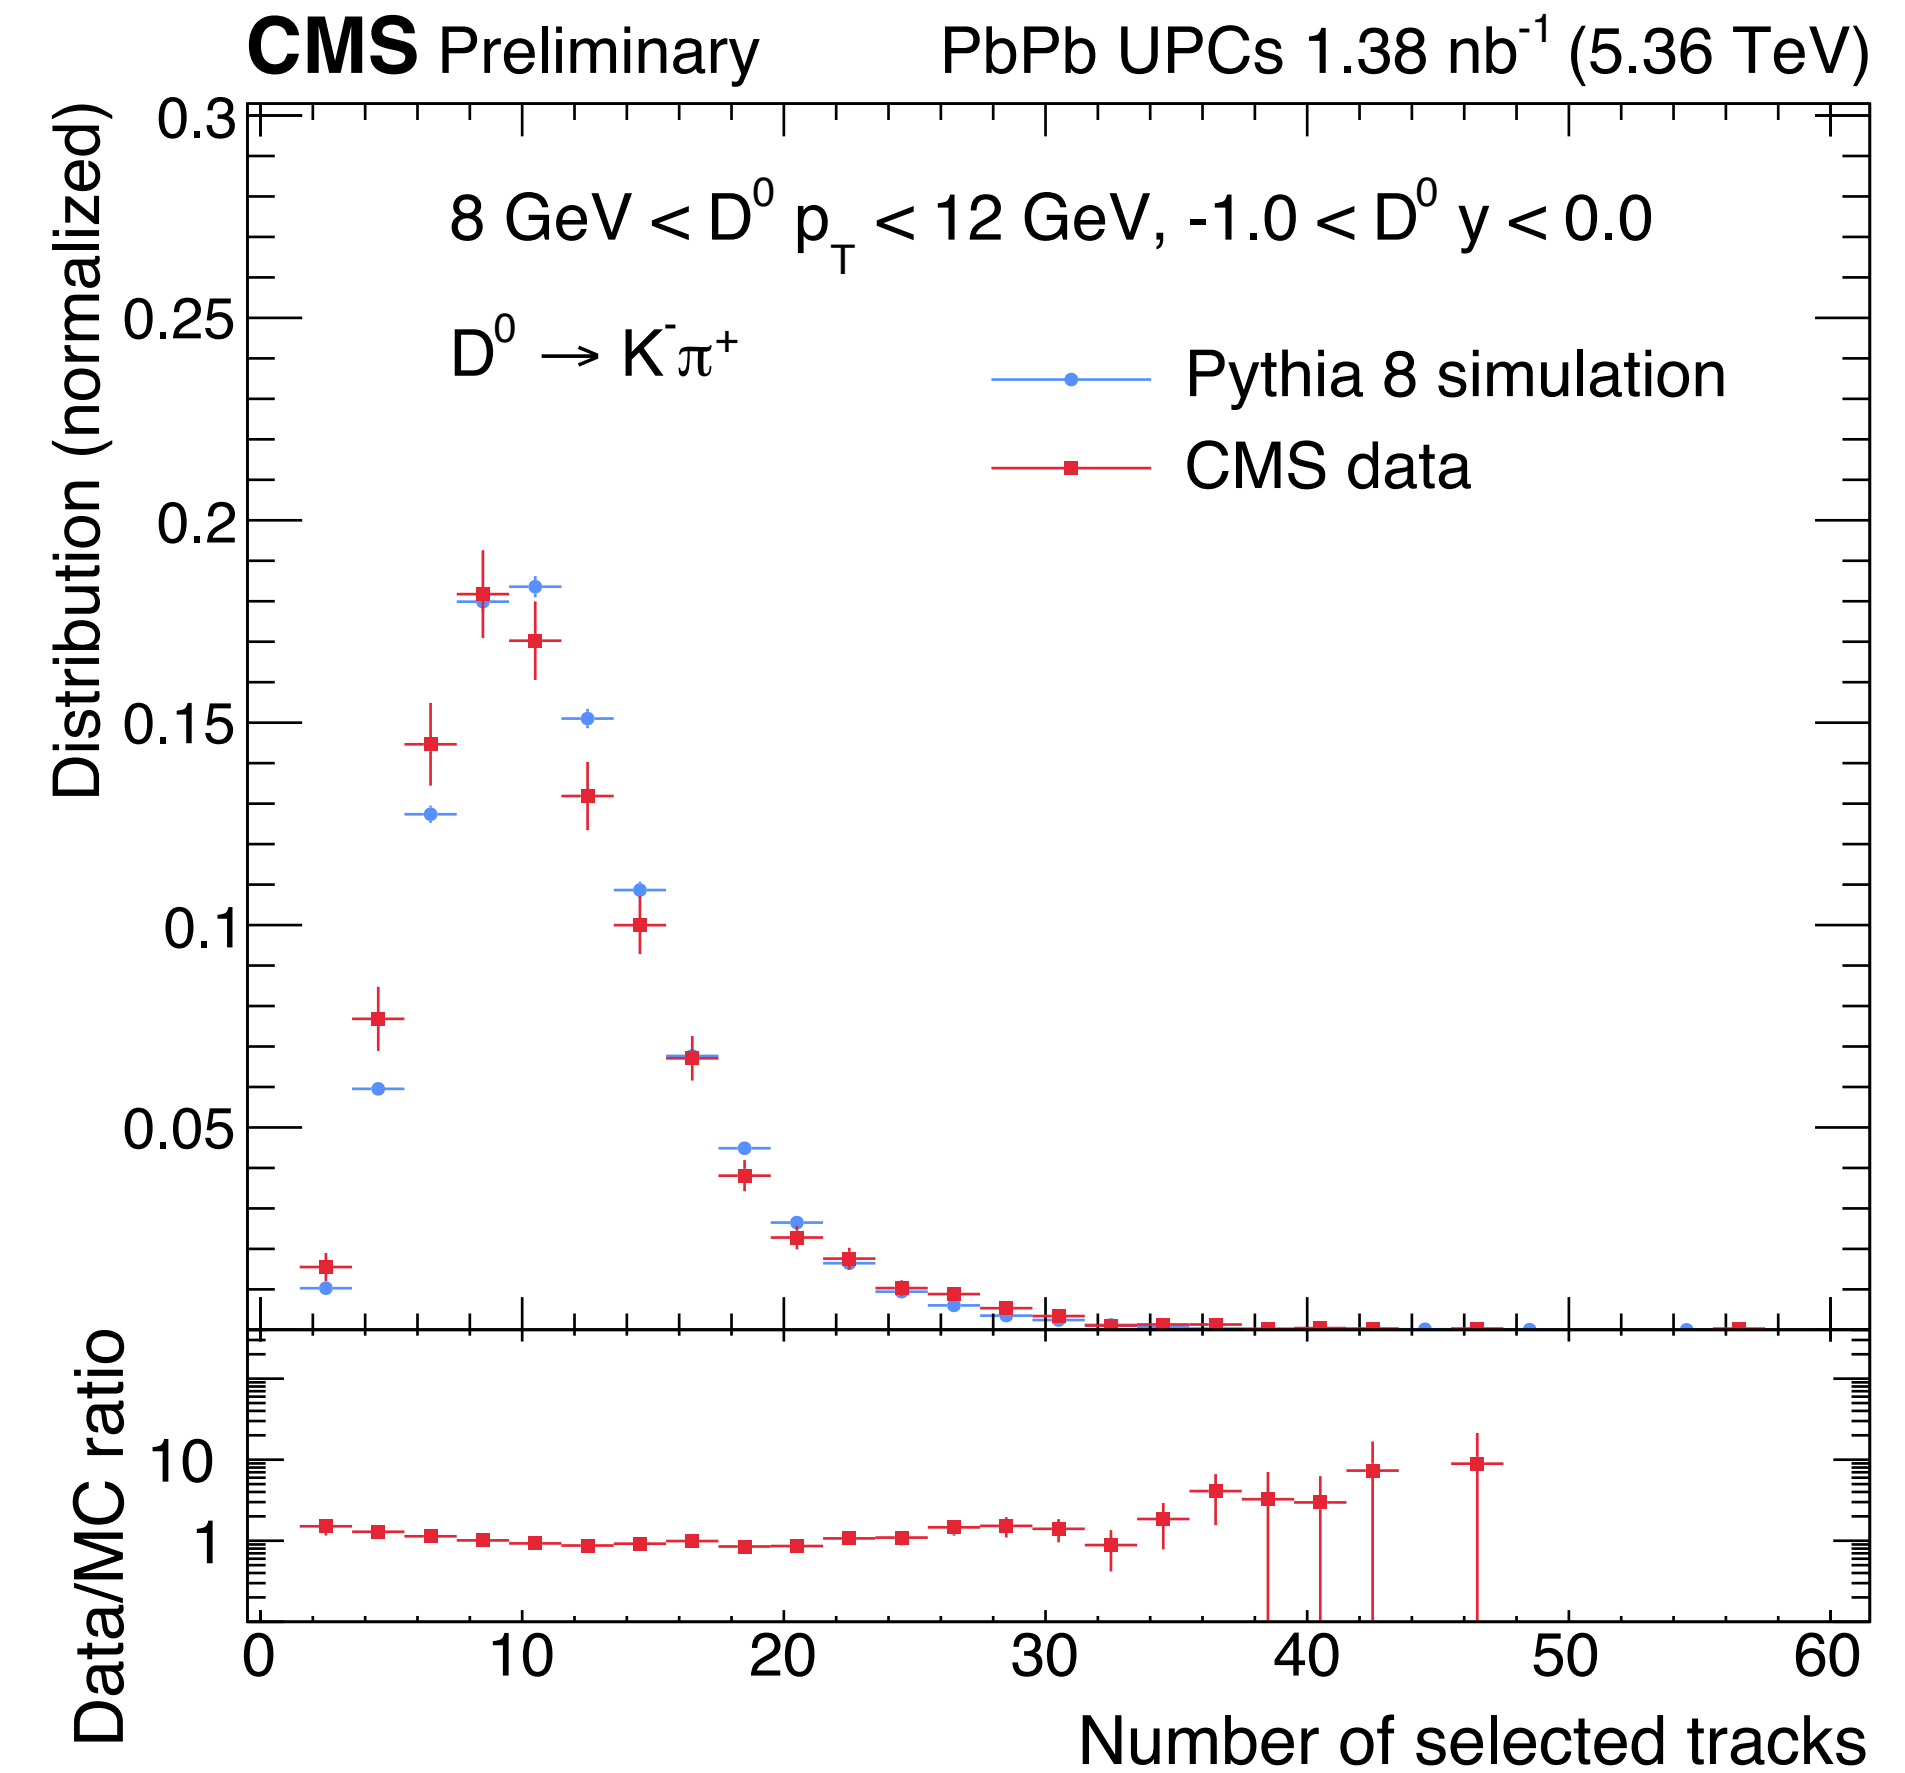 CMS Preliminary PbPb UPCs 1.38 nb⁻¹ (5.36 TeV)
Distribution (normalized)
0.3
0.25
0.2
0.15
0.1
0.05
8 GeV < D⁰ p_T < 12 GeV, -1.0 < D⁰ y < 0.0
D⁰ → K⁻π⁺
Pythia 8 simulation
CMS data
Data/MC ratio
10
1
0 10 20 30 40 50 60
Number of selected tracks